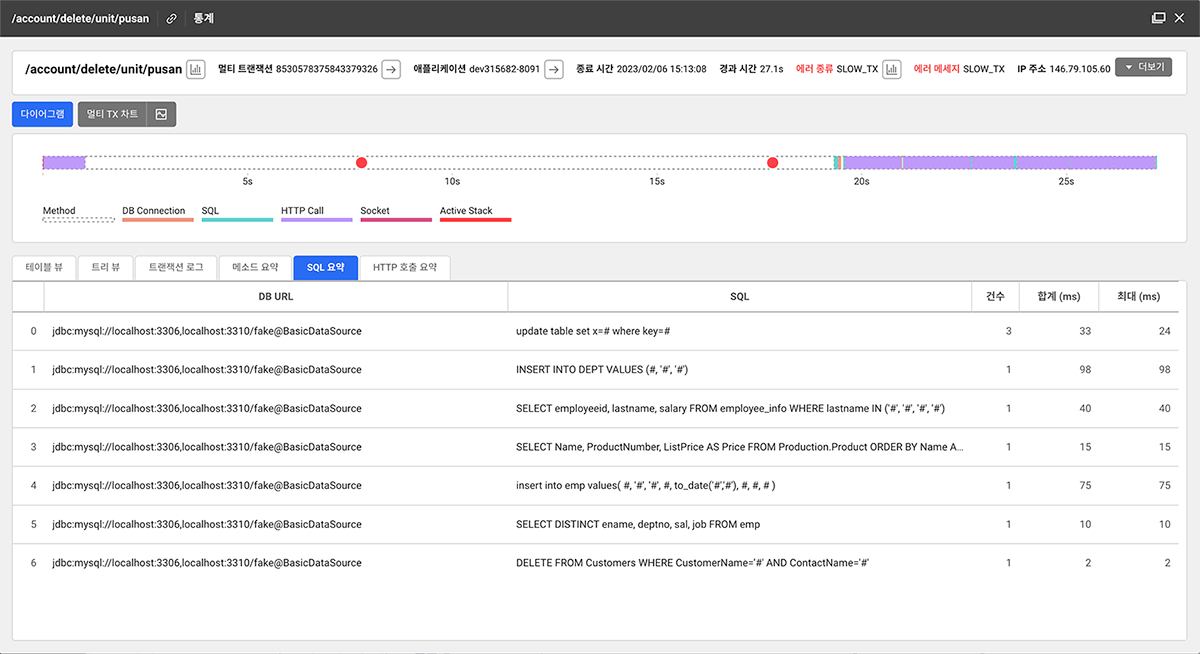 /account/delete/unit/pusan 통계
/account/delete/unit/pusan 멀티 트랜잭션 8530578375843379326 애플리케이션 dev315682-8091 종료 시간 2023/02/06 15:13:08 경과 시간 27.1s 에러 종류 SLOW_TX 에러 메세지 SLOW_TX IP 주소 146.79.105.60 더보기
다이어그램 멀티 TX 차트
5s 10s 15s 20s 25s
Method DB Connection SQL HTTP Call Socket Active Stack
테이블 뷰 트리 뷰 트랜잭션 로그 메소드 요약 SQL 요약 HTTP 호출 요약
DB URL SQL 건수 합계 (ms) 최대 (ms)
0 jdbc:mysql://localhost:3306,localhost:3310/fake@BasicDataSource update table set x=# where key=# 3 33 24
1 jdbc:mysql://localhost:3306,localhost:3310/fake@BasicDataSource INSERT INTO DEPT VALUES (#, '#', '#') 1 98 98
2 jdbc:mysql://localhost:3306,localhost:3310/fake@BasicDataSource SELECT employeeid, lastname, salary FROM employee_info WHERE lastname IN ('#', '#', '#', '#') 1 40 40
3 jdbc:mysql://localhost:3306,localhost:3310/fake@BasicDataSource SELECT Name, ProductNumber, ListPrice AS Price FROM Production.Product ORDER BY Name A... 1 15 15
4 jdbc:mysql://localhost:3306,localhost:3310/fake@BasicDataSource insert into emp values( #, '#', '#', #, to_date('#','#'), #, #, # ) 1 75 75
5 jdbc:mysql://localhost:3306,localhost:3310/fake@BasicDataSource SELECT DISTINCT ename, deptno, sal, job FROM emp 1 10 10
6 jdbc:mysql://localhost:3306,localhost:3310/fake@BasicDataSource DELETE FROM Customers WHERE CustomerName='#' AND ContactName='#' 1 2 2